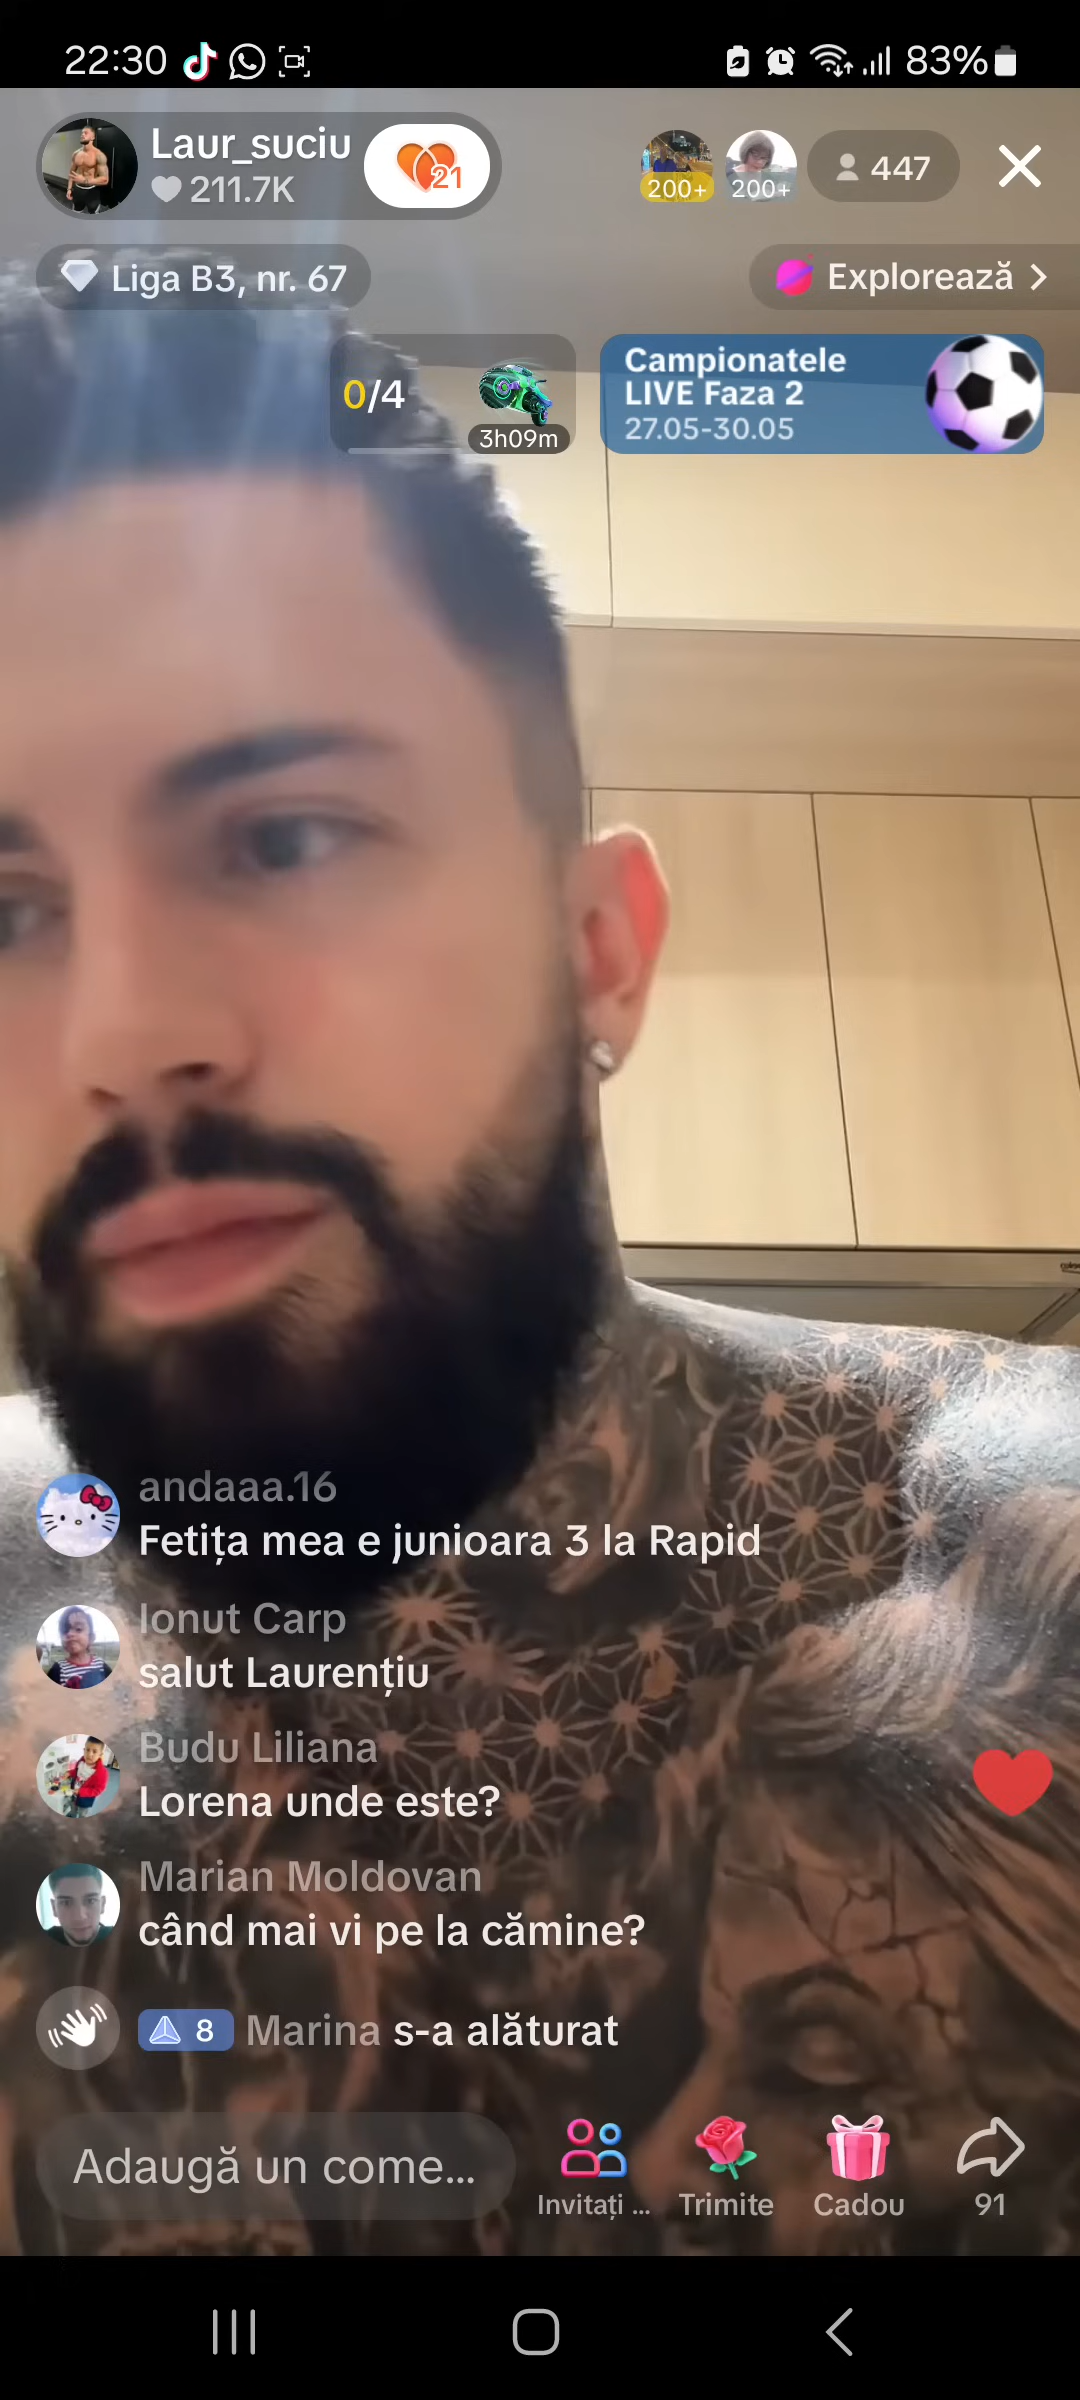 22:30
83%
Laur_suciu
211.7K
21
200+
200+
447
Liga B3, nr. 67
Explorează
0/4
3h09m
Campionatele
LIVE Faza 2
27.05-30.05
andaaa.16
Fetița mea e junioara 3 la Rapid
Ionut Carp
salut Laurențiu
Budu Liliana
Lorena unde este?
Marian Moldovan
când mai vi pe la cămine?
8 Marina s-a alăturat
Adaugă un come...
Invitați ...
Trimite
Cadou
91